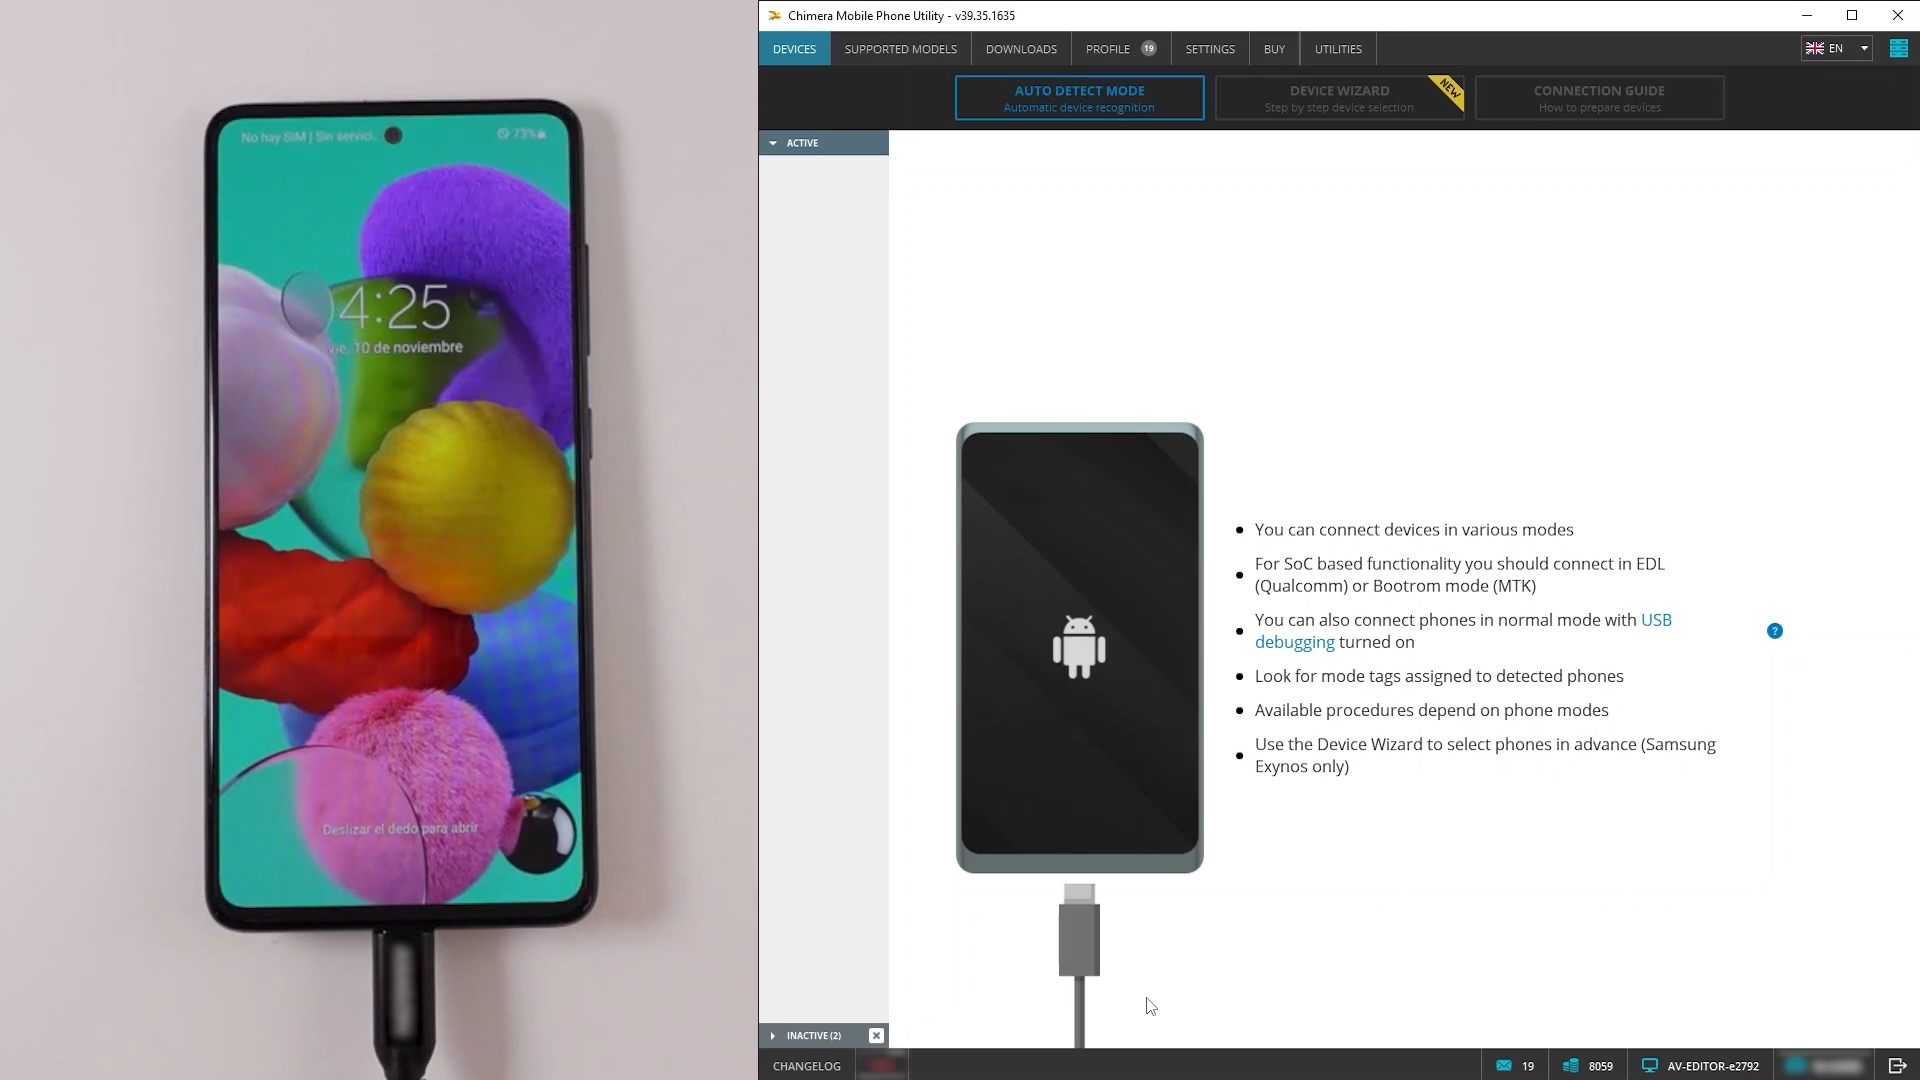 No hay SIM | Sin servici..
73%
4:25
vie, 10 de noviembre
Deslizar el dedo para abrir
Chimera Mobile Phone Utility - v39.35.1635
DEVICES
SUPPORTED MODELS
DOWNLOADS
PROFILE 19
SETTINGS
BUY
UTILITIES
EN
AUTO DETECT MODE
Automatic device recognition
DEVICE WIZARD
Step by step device selection
NEW
CONNECTION GUIDE
How to prepare devices
ACTIVE
• You can connect devices in various modes
• For SoC based functionality you should connect in EDL
(Qualcomm) or Bootrom mode (MTK)
• You can also connect phones in normal mode with USB
debugging turned on
?
• Look for mode tags assigned to detected phones
• Available procedures depend on phone modes
• Use the Device Wizard to select phones in advance (Samsung
Exynos only)
INACTIVE (2)
CHANGELOG
19
8059
AV-EDITOR-e2792